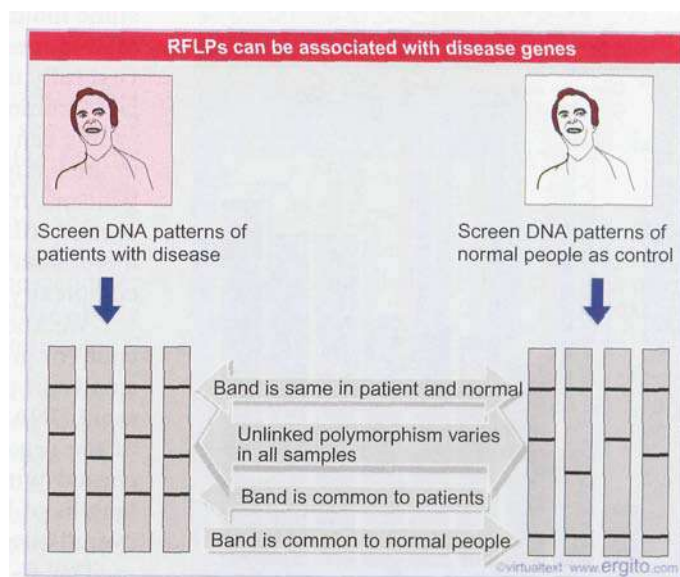 RFLPs can be associated with disease genes
Screen DNA patterns of
patients with disease
Screen DNA patterns of
normal people as control
Band is same in patient and normal
Unlinked polymorphism varies
in all samples
Band is common to patients
Band is common to normal people
©virtualtext www.ergito.com